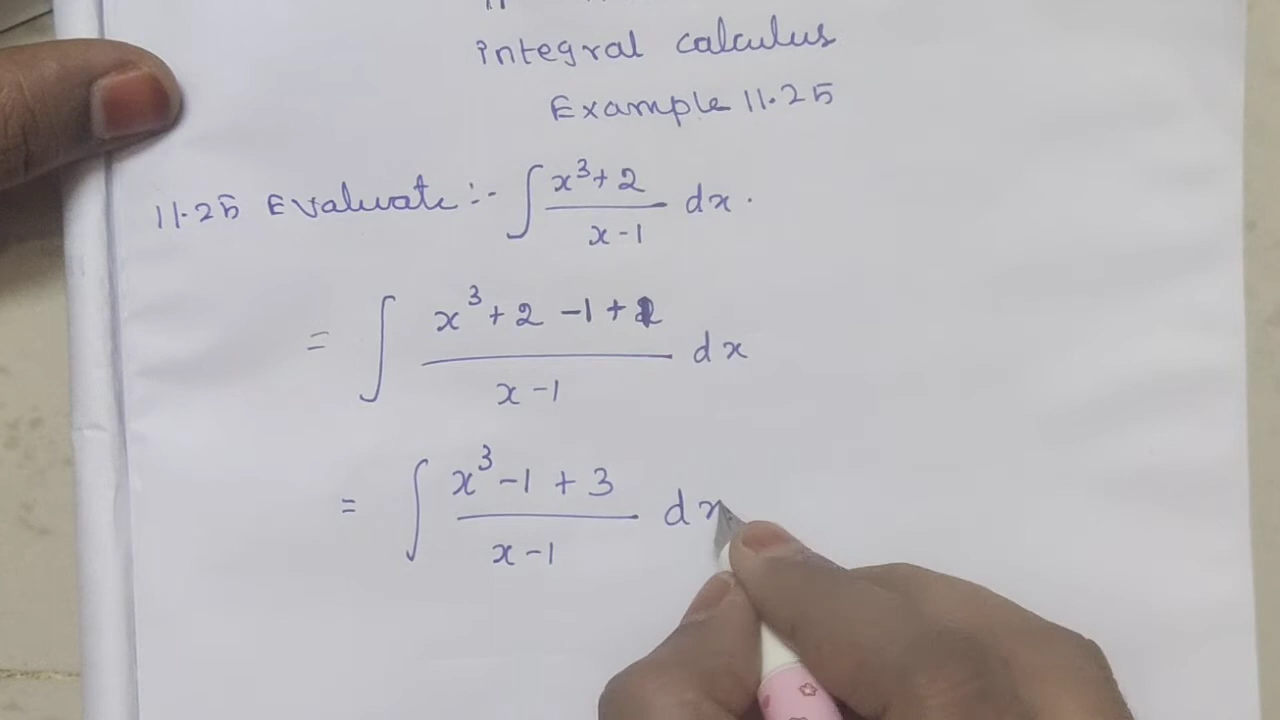 Integral calculus
Example 11.25
11.25 Evaluate :- ∫ x³+2 / x-1 dx.
= ∫ x³+2 -1+1 / x-1 dx
= ∫ x³-1+3 / x-1 dx